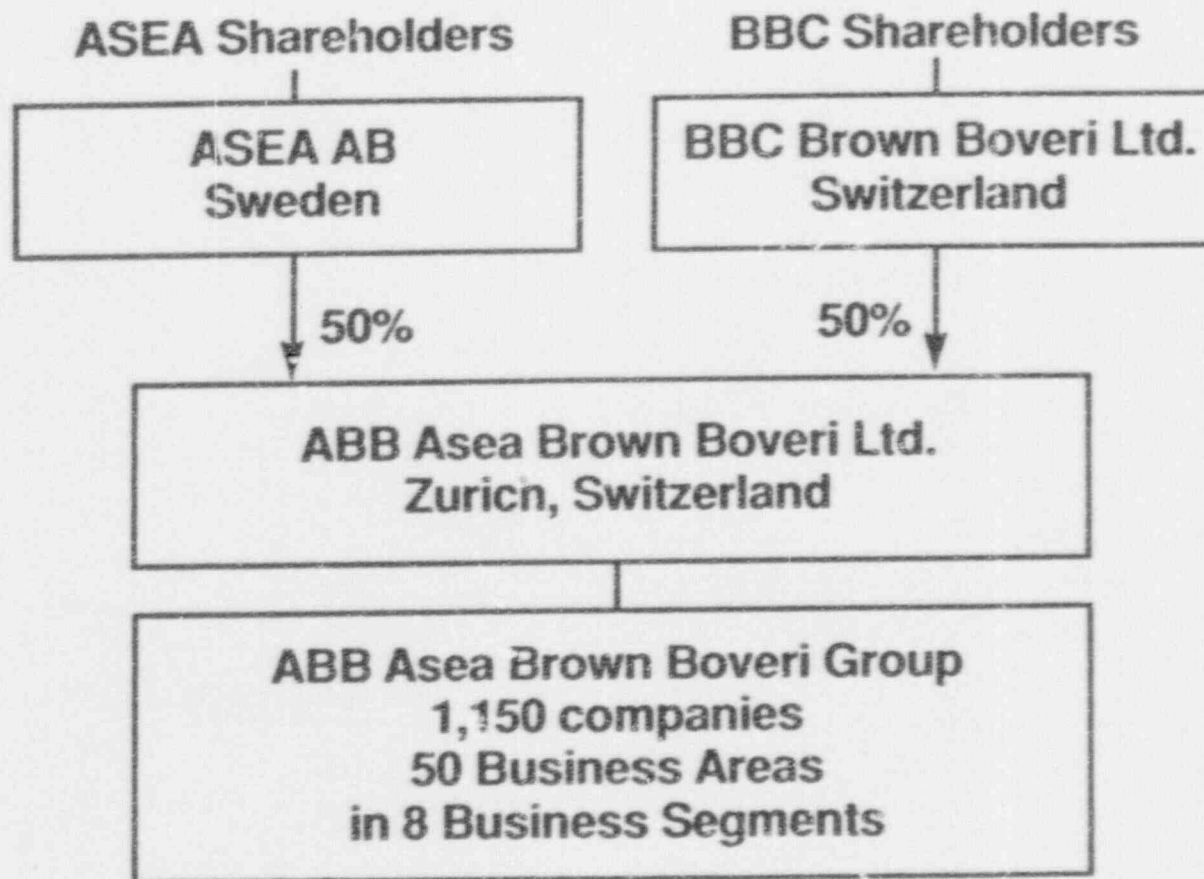 ASEA Shareholders
BBC Shareholders
ASEA AB
Sweden
BBC Brown Boveri Ltd.
Switzerland
50%
50%
ABB Asea Brown Boveri Ltd.
Zurich, Switzerland
ABB Asea Brown Boveri Group
1,150 companies
50 Business Areas
in 8 Business Segments